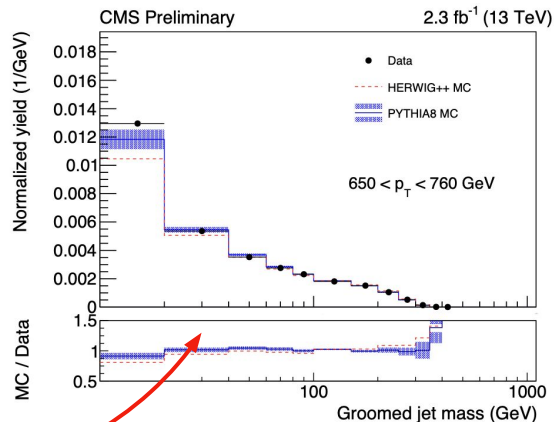 CMS Preliminary 2.3 fb⁻¹ (13 TeV)
Normalized yield (1/GeV)
0.018
0.016
0.014
0.012
0.010
0.008
0.006
0.004
0.002
0
Data
HERWIG++ MC
PYTHIA8 MC
650 < p_T < 760 GeV
MC / Data
1.5
1
0.5
100 1000
Groomed jet mass (GeV)